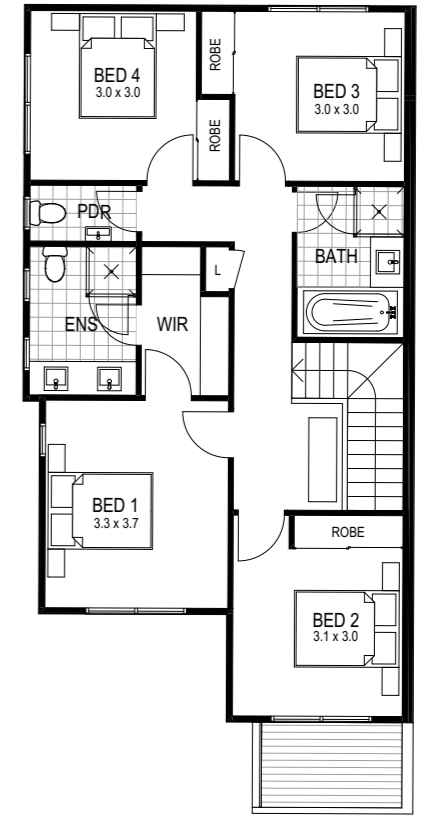 BED 4
3.0 x 3.0
ROBE
ROBE
BED 3
3.0 x 3.0
PDR
BATH
L
ENS
WIR
BED 1
3.3 x 3.7
ROBE
BED 2
3.1 x 3.0